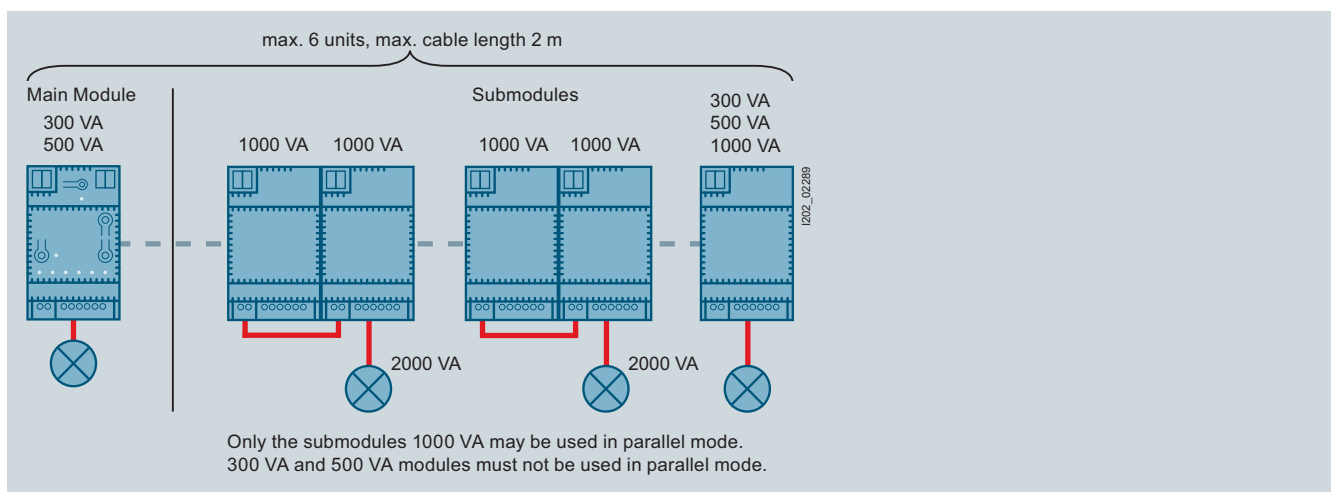 max. 6 units, max. cable length 2 m
Main Module
300 VA
500 VA
Submodules
1000 VA
1000 VA
1000 VA
1000 VA
300 VA
500 VA
1000 VA
I202_02289
2000 VA
2000 VA
Only the submodules 1000 VA may be used in parallel mode.
300 VA and 500 VA modules must not be used in parallel mode.